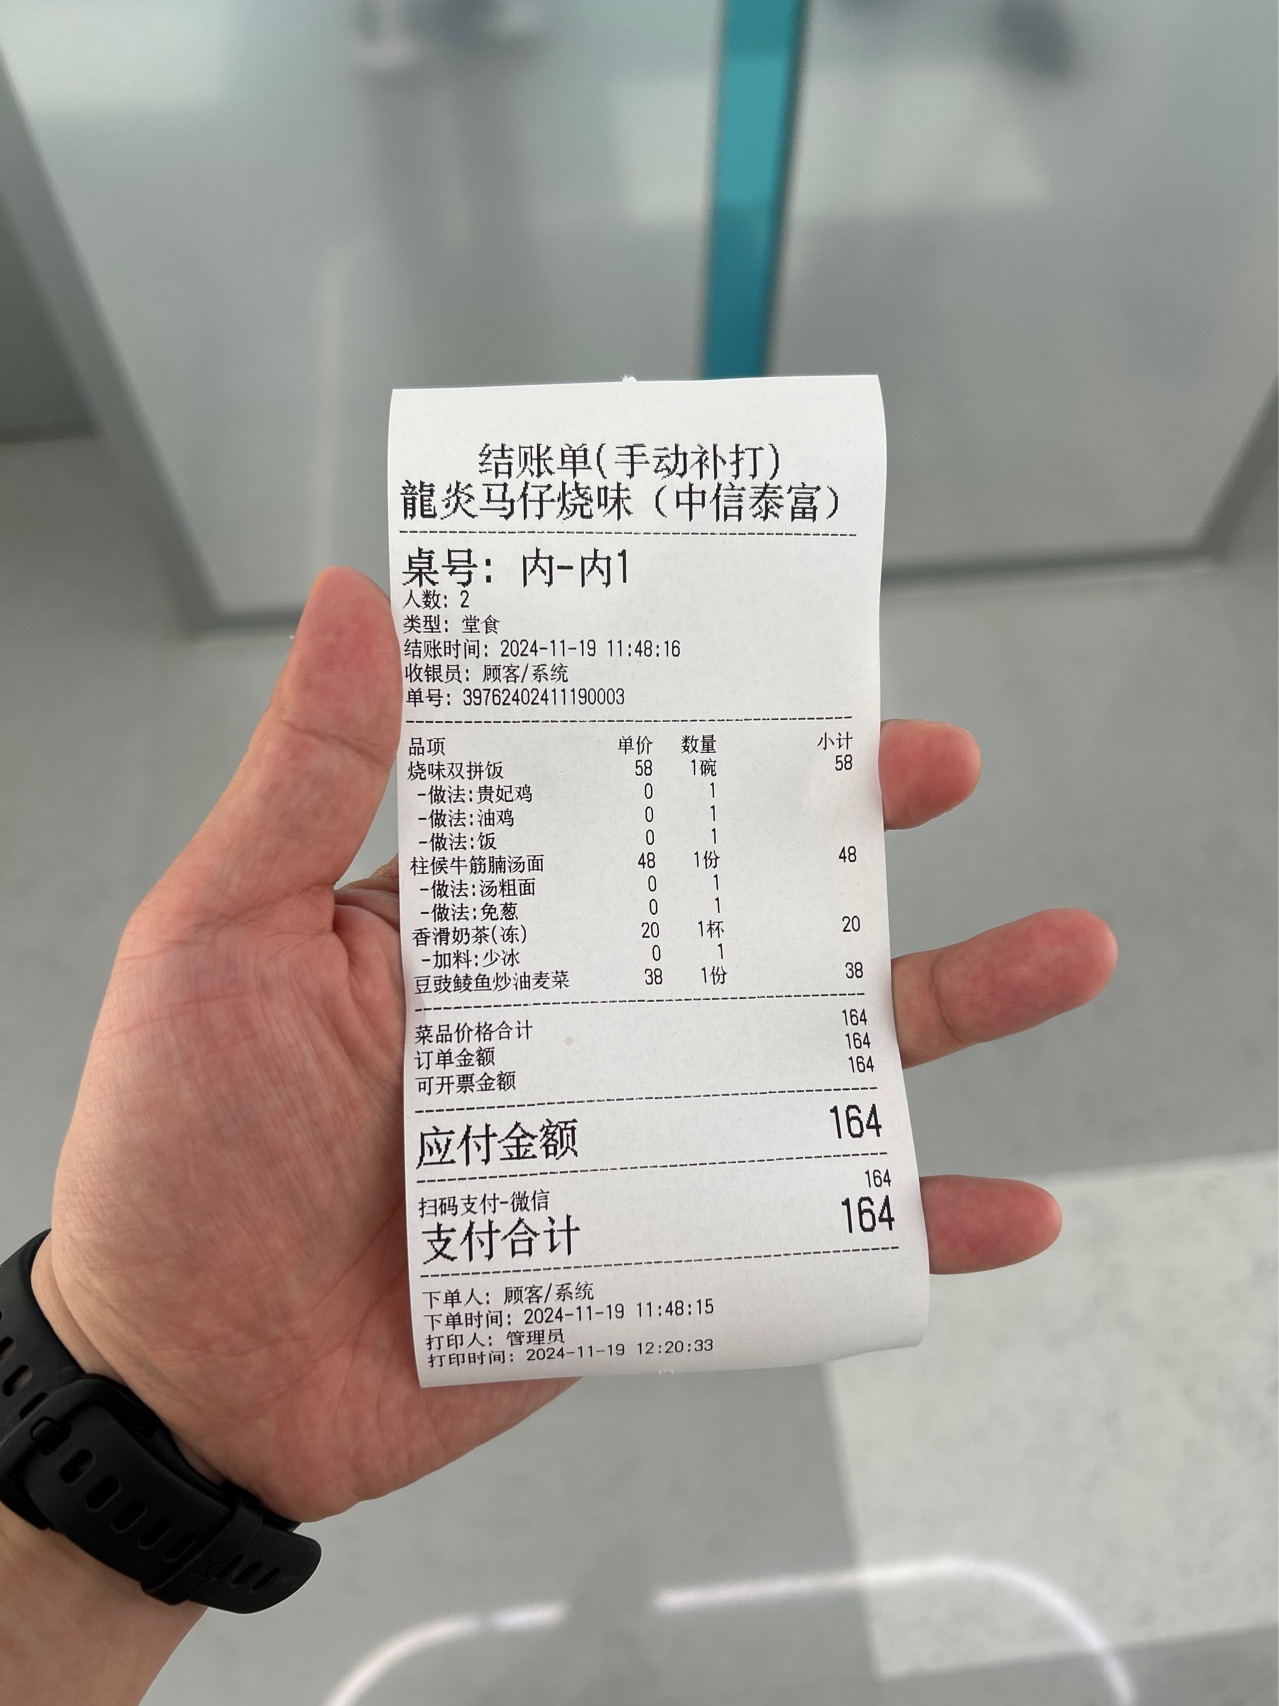 结账单(手动补打)
龍炎马仔烧味（中信泰富）
桌号: 内-内1
人数: 2
类型: 堂食
结账时间: 2024-11-19 11:48:16
收银员: 顾客/系统
单号: 39762402411190003
品项 单价 数量 小计
烧味双拼饭 58 1碗 58
-做法:贵妃鸡 0 1
-做法:油鸡 0 1
-做法:饭 0 1
柱候牛筋腩汤面 48 1份 48
-做法:汤粗面 0 1
-做法:免葱 0 1
香滑奶茶(冻) 20 1杯 20
-加料:少冰 0 1
豆豉鲮鱼炒油麦菜 38 1份 38
菜品价格合计 164
订单金额 164
可开票金额 164
应付金额 164
扫码支付-微信 164
支付合计 164
下单人: 顾客/系统
下单时间: 2024-11-19 11:48:15
打印人: 管理员
打印时间: 2024-11-19 12:20:33